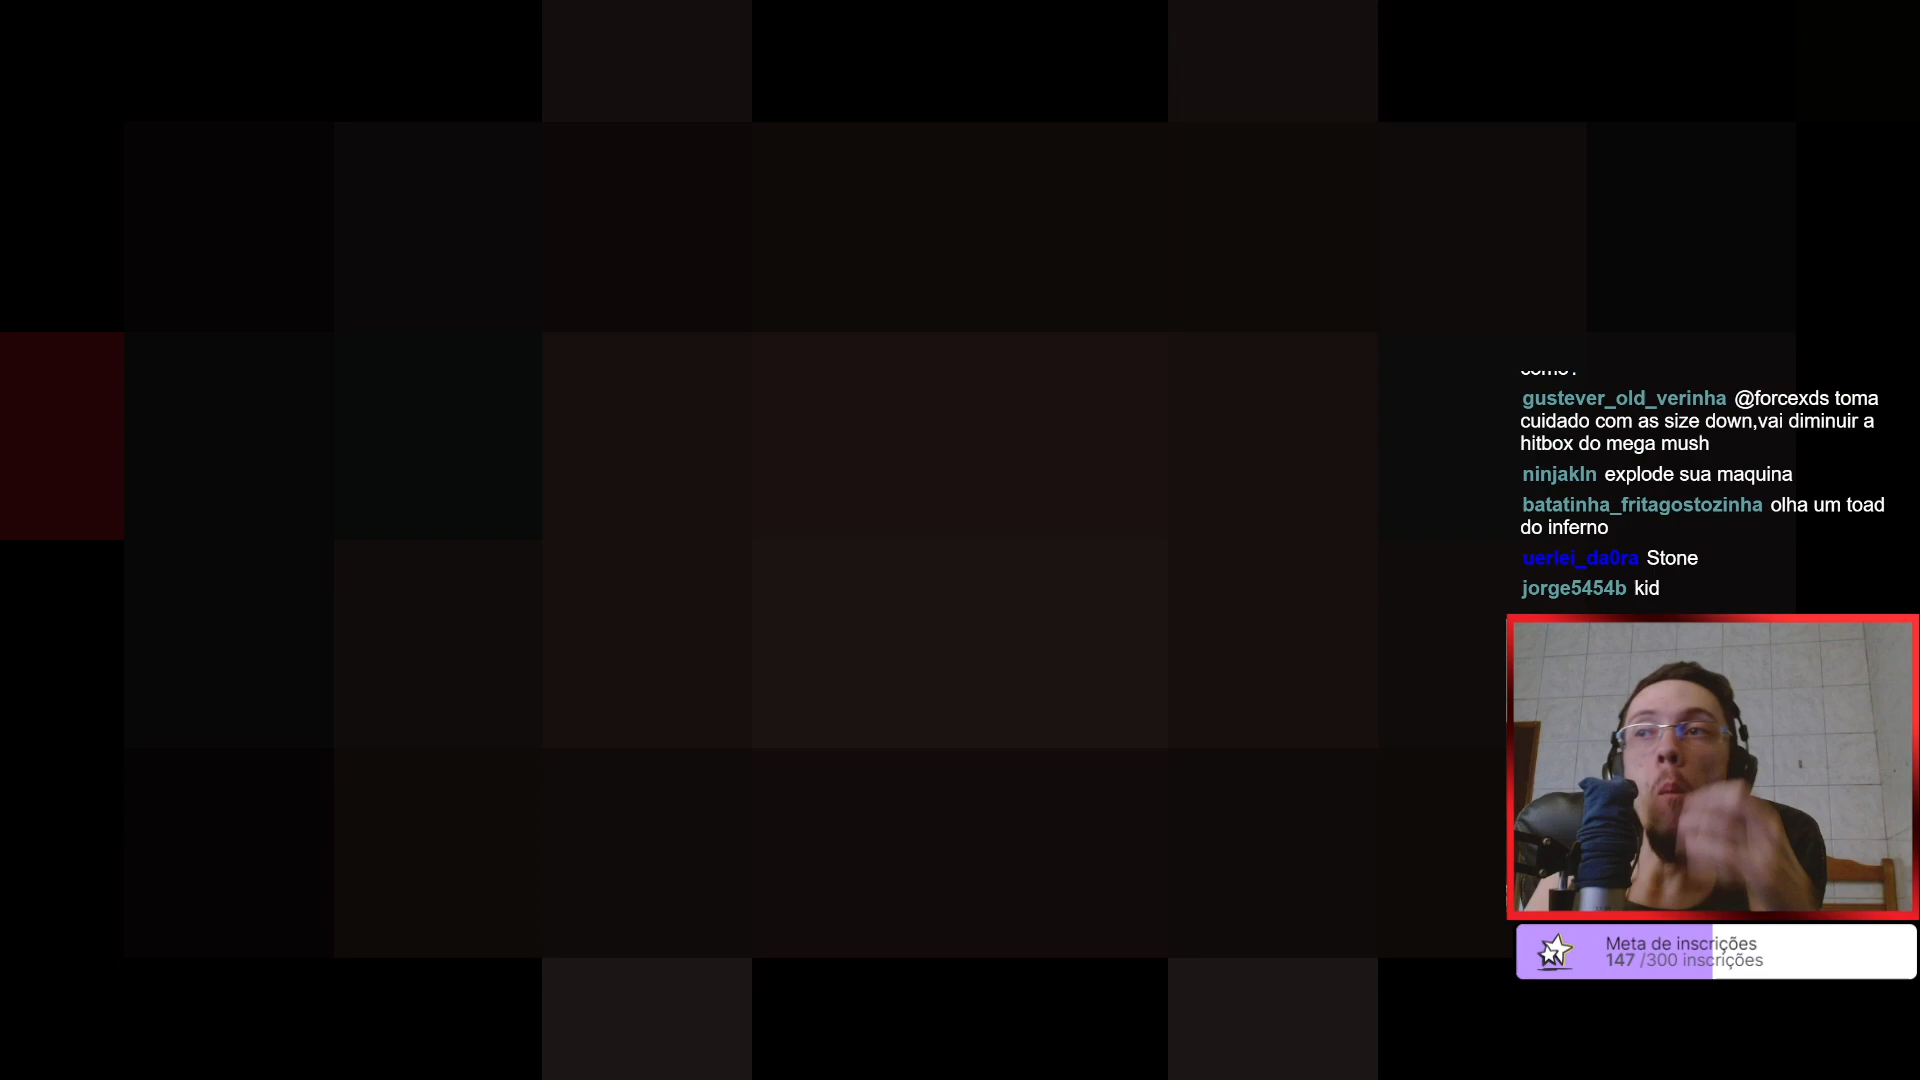 gustever_old_verinha @forcexds toma
cuidado com as size down,vai diminuir a
hitbox do mega mush
ninjakln explode sua maquina
batatinha_fritagostozinha olha um toad
do inferno
uerlei_da0ra Stone
jorge5454b kid
Meta de inscrições
147 /300 inscrições